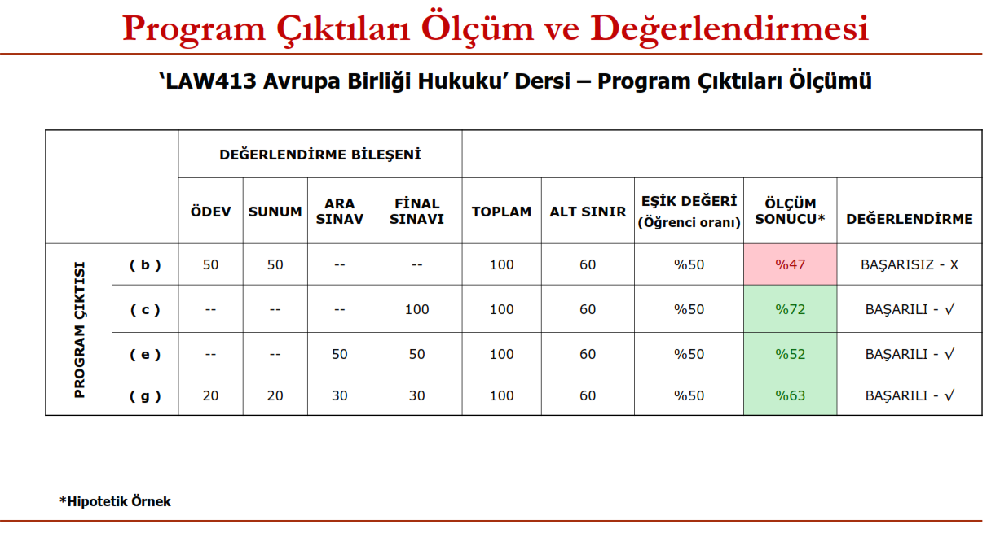 Program Çıktıları Ölçüm ve Değerlendirmesi
‘LAW413 Avrupa Birliği Hukuku’ Dersi – Program Çıktıları Ölçümü
DEĞERLENDİRME BİLEŞENİ
ÖDEV SUNUM ARA SINAV FİNAL SINAVI TOPLAM ALT SINIR EŞİK DEĞERİ (Öğrenci oranı) ÖLÇÜM SONUCU* DEĞERLENDİRME
PROGRAM ÇIKTISI
( b ) 50 50 -- -- 100 60 %50 %47 BAŞARISIZ - X
( c ) -- -- -- 100 100 60 %50 %72 BAŞARILI - √
( e ) -- -- 50 50 100 60 %50 %52 BAŞARILI - √
( g ) 20 20 30 30 100 60 %50 %63 BAŞARILI - √
*Hipotetik Örnek